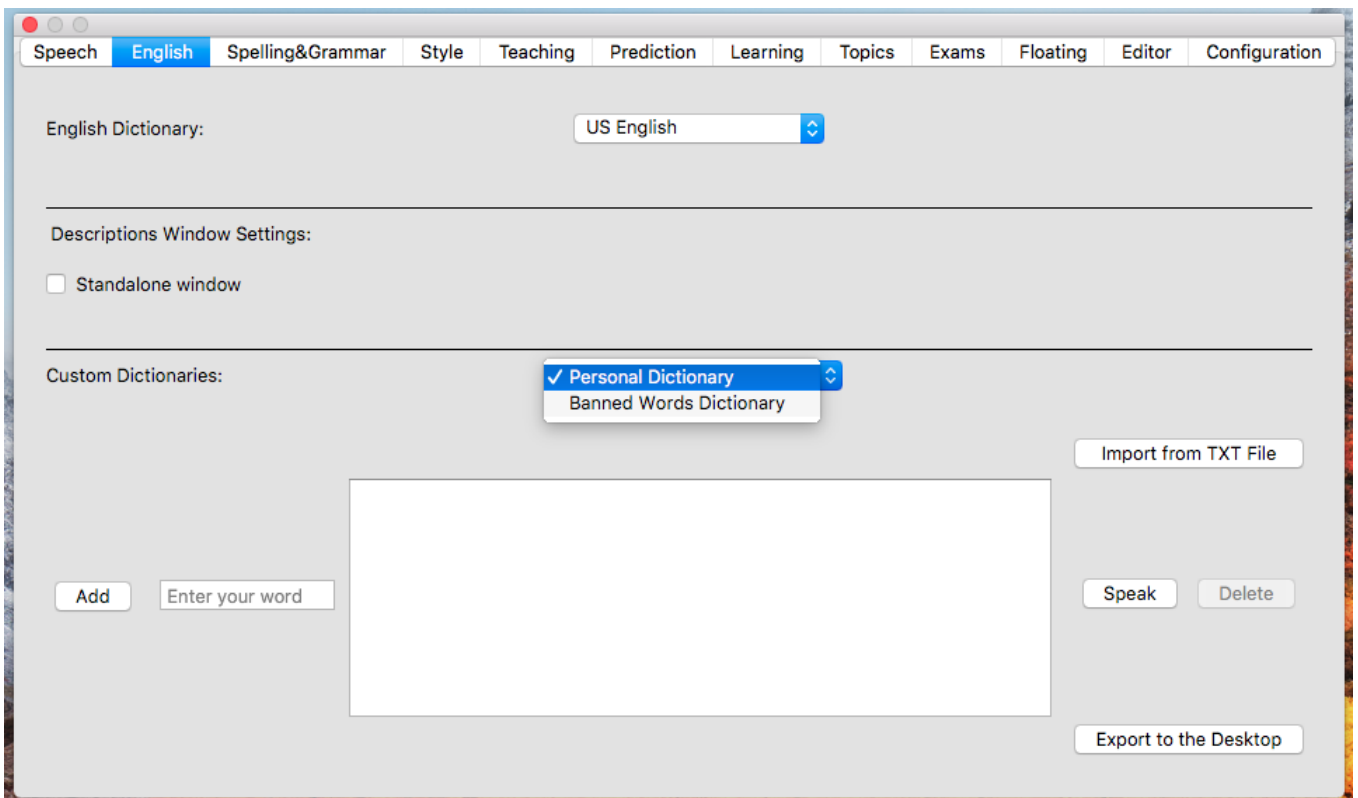 Speech English Spelling&Grammar Style Teaching Prediction Learning Topics Exams Floating Editor Configuration
English Dictionary: US English
Descriptions Window Settings:
Standalone window
Custom Dictionaries: ✓ Personal Dictionary
Banned Words Dictionary
Import from TXT File
Add Enter your word Speak Delete
Export to the Desktop